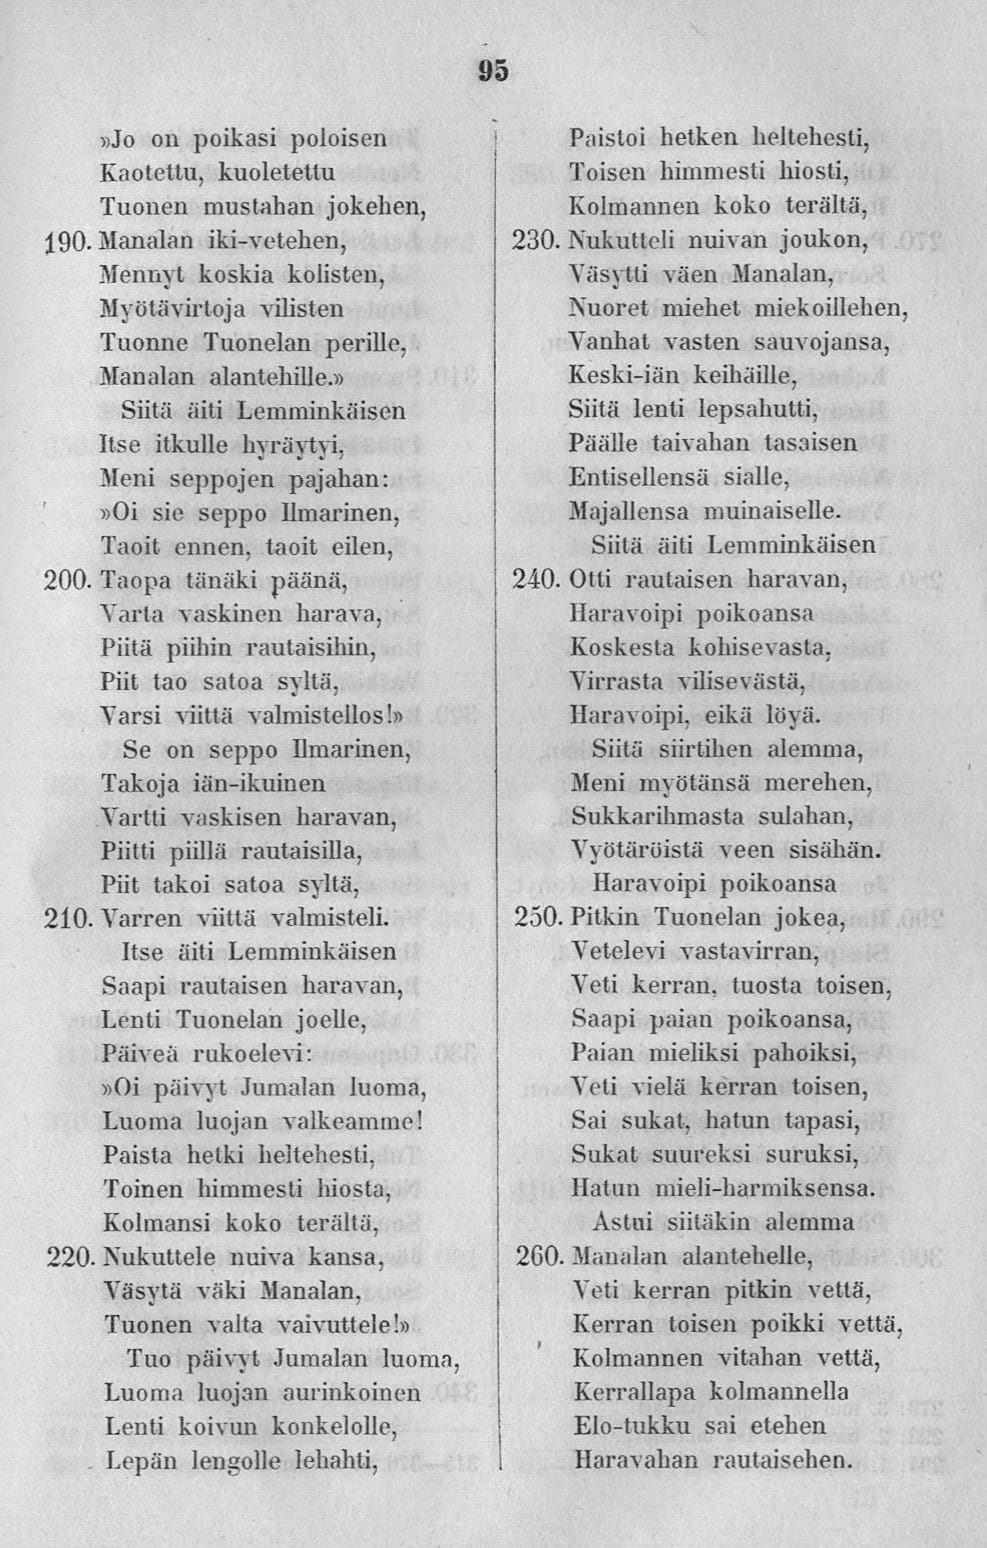 95
»Jo on poikasi poloisen
Kaotettu, kuoletettu
Tuonen mustahan jokehen,
190. Manalan iki-vetehen,
Mennyt koskia kolisten,
Myötävirtoja vilisten
Tuonne Tuonelan perille,
Manalan alantehille.»
Siitä äiti Lemminkäisen
Itse itkulle hyräytyi,
Meni seppojen pajahan:
»Oi sie seppo Ilmarinen,
Taoit ennen, taoit eilen,
200. Taopa tänäki päänä,
Varta vaskinen harava,
Piitä piihin rautaisihin,
Piit tao satoa syltä,
Varsi viittä valmistellos!»
Se on seppo Ilmarinen,
Takoja iän-ikuinen
Vartti vaskisen haravan,
Piitti piillä rautaisilla,
Piit takoi satoa syltä,
210. Varren viittä valmisteli.
Itse äiti Lemminkäisen
Saapi rautaisen haravan,
Lenti Tuonelan joelle,
Päiveä rukoelevi:
»Oi päivyt Jumalan luoma,
Luoma luojan valkeamme!
Paista hetki heltehesti,
Toinen himmesti hiosta,
Kolmansi koko terältä,
220. Nukuttele nuiva kansa,
Väsytä väki Manalan,
Tuonen valta vaivuttele!»
Tuo päivyt Jumalan luoma,
Luoma luojan aurinkoinen
Lenti koivun konkelolle,
Lepän lengolle lehahti,
Paistoi hetken heltehesti,
Toisen himmesti hiosti,
Kolmannen koko terältä,
230. Nukutteli nuivan joukon,
Väsytti väen Manalan,
Nuoret miehet miekoillehen,
Vanhat vasten sauvojansa,
Keski-iän keihäille,
Siitä lenti lepsahutti,
Päälle taivahan tasaisen
Entisellensä sialle,
Majallensa muinaiselle.
Siitä äiti Lemminkäisen
240. Otti rautaisen haravan,
Haravoipi poikoansa
Koskesta kohisevasta,
Virrasta vilisevästä,
Haravoipi, eikä löyä.
Siitä siirtihen alemma,
Meni myötänsä merehen,
Sukkarihmasta sulahan,
Vyötäröistä veen sisähän.
Haravoipi poikoansa
250. Pitkin Tuonelan jokea,
Vetelevi vastavirran,
Veti kerran, tuosta toisen,
Saapi paian poikoansa,
Paian mieliksi pahoiksi,
Veti vielä kerran toisen,
Sai sukat, hatun tapasi,
Sukat suureksi suruksi,
Hatun mieli-harmiksensa.
Astui siitäkin alemma
260. Manalan alantehelle,
Veti kerran pitkin vettä,
Kerran toisen poikki vettä,
Kolmannen vitahan vettä,
Kerrallapa kolmannella
Elo-tukku sai etehen
Haravahan rautaisehen.